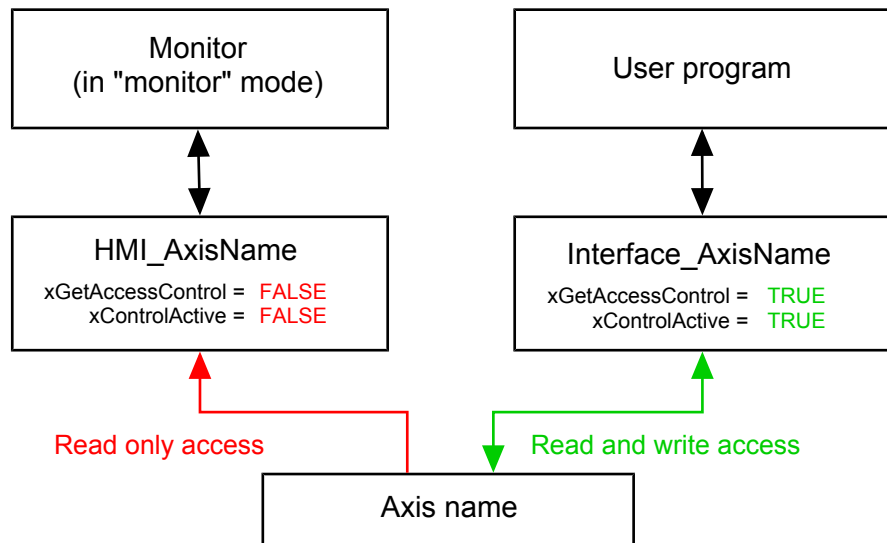 Monitor
(in "monitor" mode)
User program
HMI_AxisName
xGetAccessControl = FALSE
xControlActive = FALSE
Interface_AxisName
xGetAccessControl = TRUE
xControlActive = TRUE
Read only access
Read and write access
Axis name